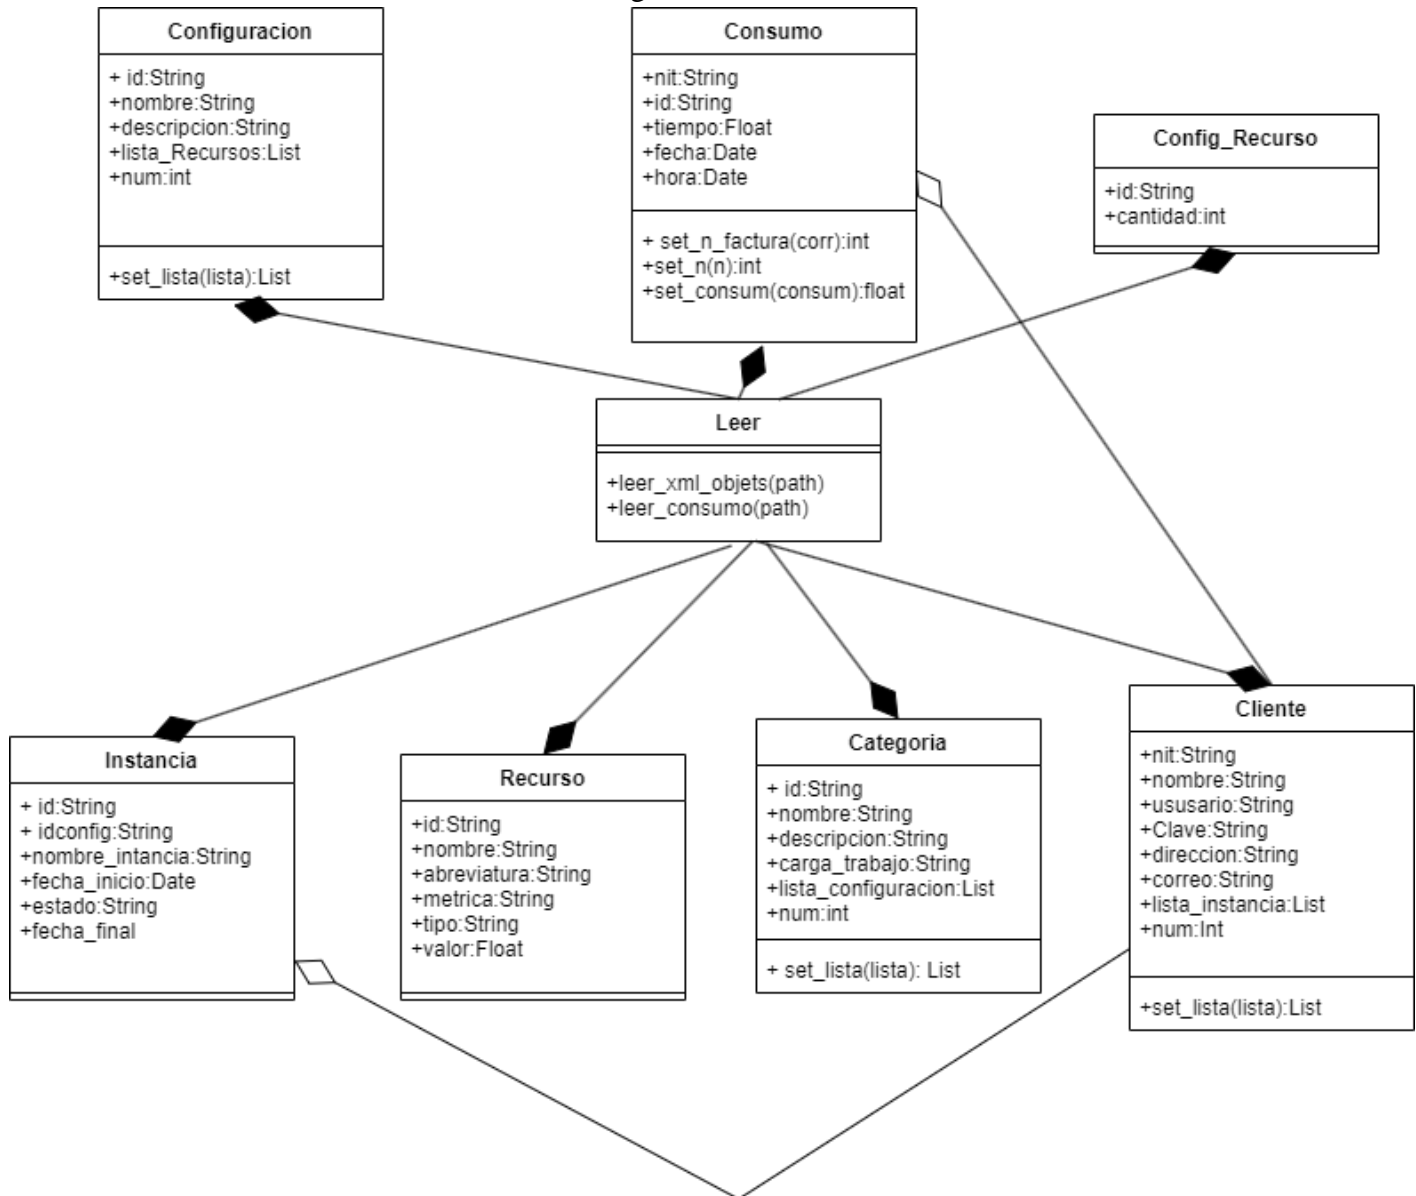 Configuracion
+ id:String
+nombre:String
+descripcion:String
+lista_Recursos:List
+num:int
+set_lista(lista):List
Consumo
+nit:String
+id:String
+tiempo:Float
+fecha:Date
+hora:Date
+ set_n_factura(corr):int
+set_n(n):int
+set_consum(consum):float
Config_Recurso
+id:String
+cantidad:int
Leer
+leer_xml_objets(path)
+leer_consumo(path)
Instancia
+ id:String
+ idconfig:String
+nombre_intancia:String
+fecha_inicio:Date
+estado:String
+fecha_final
Recurso
+id:String
+nombre:String
+abreviatura:String
+metrica:String
+tipo:String
+valor:Float
Categoria
+ id:String
+nombre:String
+descripcion:String
+carga_trabajo:String
+lista_configuracion:List
+num:int
+ set_lista(lista): List
Cliente
+nit:String
+nombre:String
+ususario:String
+Clave:String
+direccion:String
+correo:String
+lista_instancia:List
+num:Int
+set_lista(lista):List